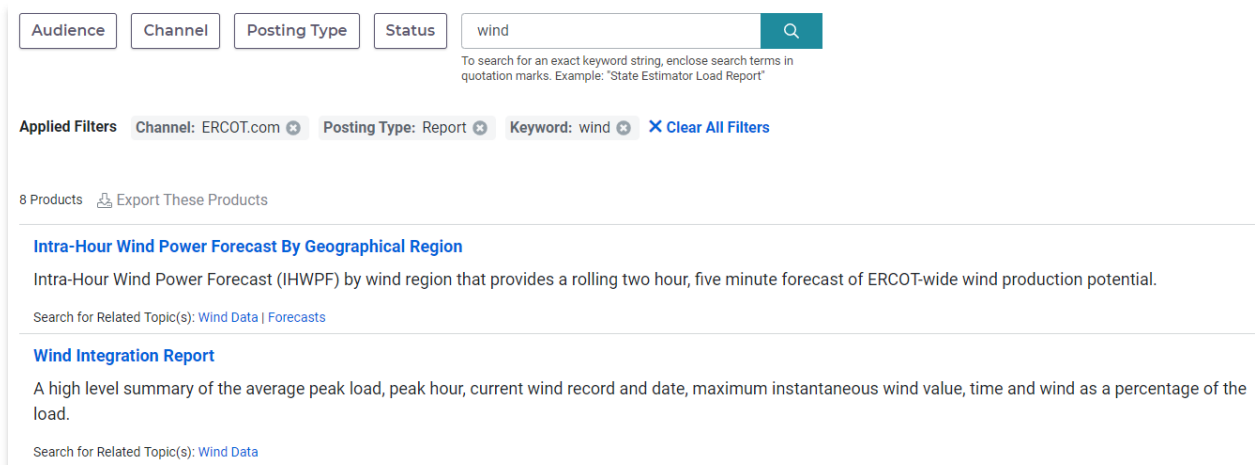 Audience Channel Posting Type Status wind
To search for an exact keyword string, enclose search terms in
quotation marks. Example: "State Estimator Load Report"
Applied Filters Channel: ERCOT.com Posting Type: Report Keyword: wind Clear All Filters
8 Products Export These Products
Intra-Hour Wind Power Forecast By Geographical Region
Intra-Hour Wind Power Forecast (IHWPF) by wind region that provides a rolling two hour, five minute forecast of ERCOT-wide wind production potential.
Search for Related Topic(s): Wind Data | Forecasts
Wind Integration Report
A high level summary of the average peak load, peak hour, current wind record and date, maximum instantaneous wind value, time and wind as a percentage of the
load.
Search for Related Topic(s): Wind Data